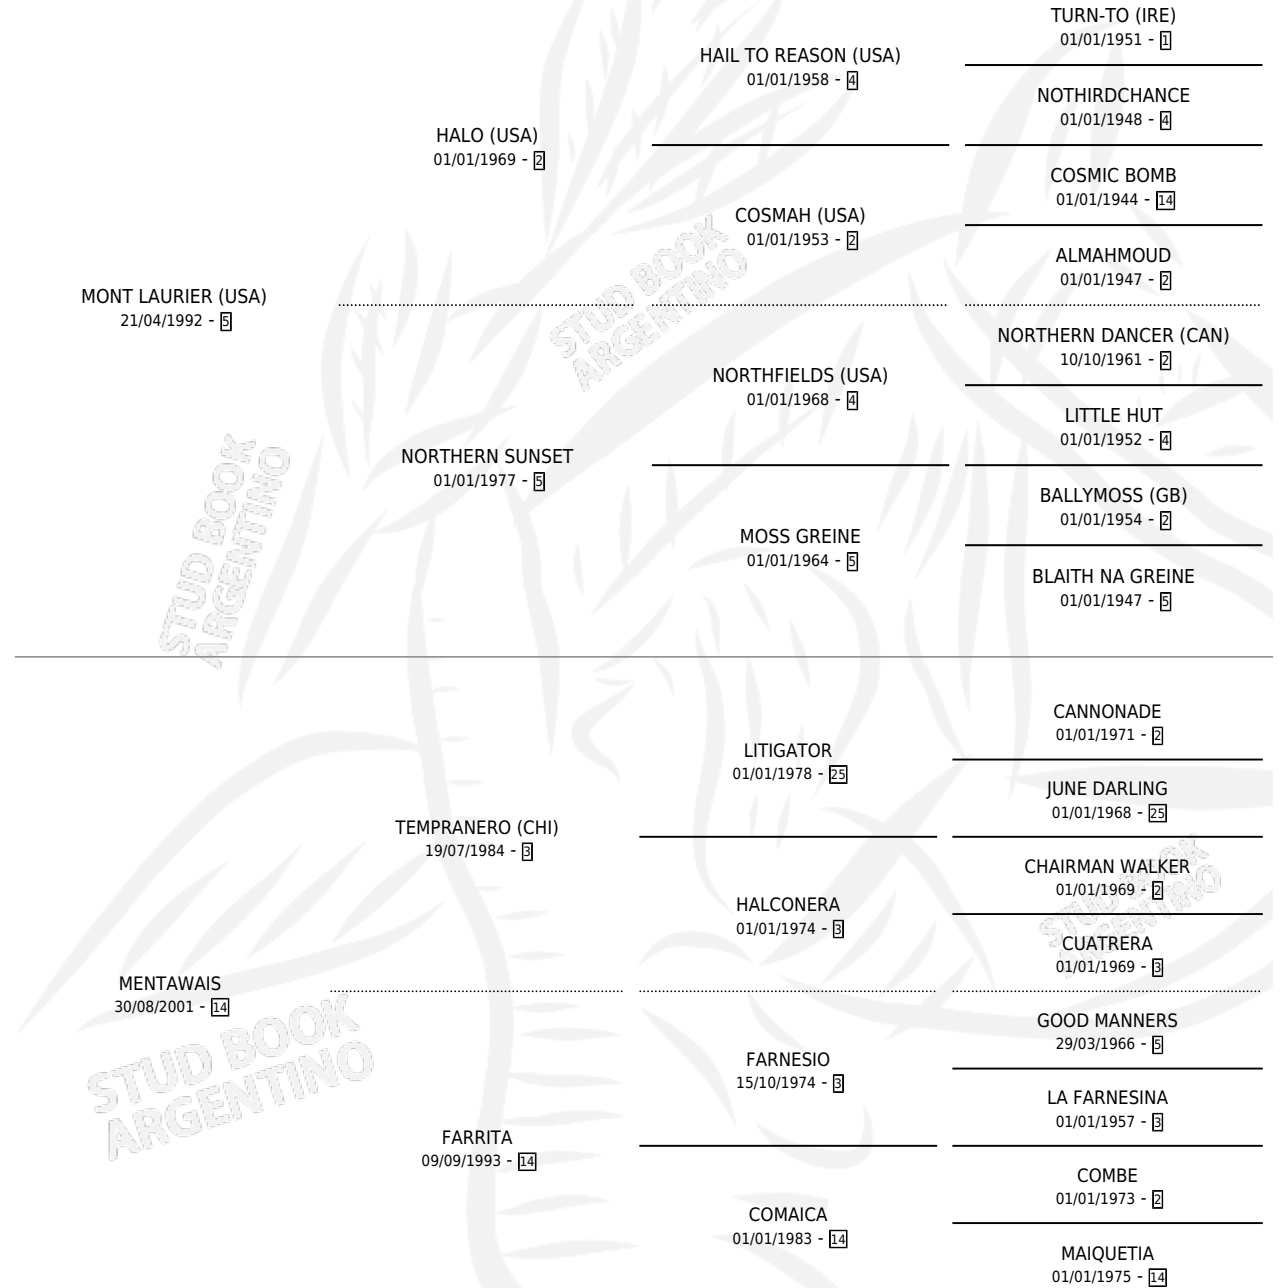 TURN-TO (IRE)
01/01/1951 - 1
HAIL TO REASON (USA)
01/01/1958 - 4
NOTHIRDCHANCE
01/01/1948 - 4
HALO (USA)
01/01/1969 - 2
COSMIC BOMB
01/01/1944 - 14
COSMAH (USA)
01/01/1953 - 2
ALMAHMOUD
01/01/1947 - 2
MONT LAURIER (USA)
21/04/1992 - 5
NORTHERN DANCER (CAN)
10/10/1961 - 2
NORTHFIELDS (USA)
01/01/1968 - 4
LITTLE HUT
01/01/1952 - 4
NORTHERN SUNSET
01/01/1977 - 5
BALLYMOSS (GB)
01/01/1954 - 2
MOSS GREINE
01/01/1964 - 5
BLAITH NA GREINE
01/01/1947 - 5
STUD BOOK
ARGENTINO
STUD BOOK
ARGENTINO
CANNONADE
01/01/1971 - 2
LITIGATOR
01/01/1978 - 25
JUNE DARLING
01/01/1968 - 25
TEMPRANERO (CHI)
19/07/1984 - 3
CHAIRMAN WALKER
01/01/1969 - 2
HALCONERA
01/01/1974 - 3
CUATRERA
01/01/1969 - 3
STUD BOOK
ARGENTINO
MENTAWAIS
30/08/2001 - 14
GOOD MANNERS
29/03/1966 - 5
FARNESIO
15/10/1974 - 3
LA FARNESINA
01/01/1957 - 3
STUD BOOK
ARGENTINO
FARRITA
09/09/1993 - 14
COMBE
01/01/1973 - 2
COMAICA
01/01/1983 - 14
MAIQUETIA
01/01/1975 - 14